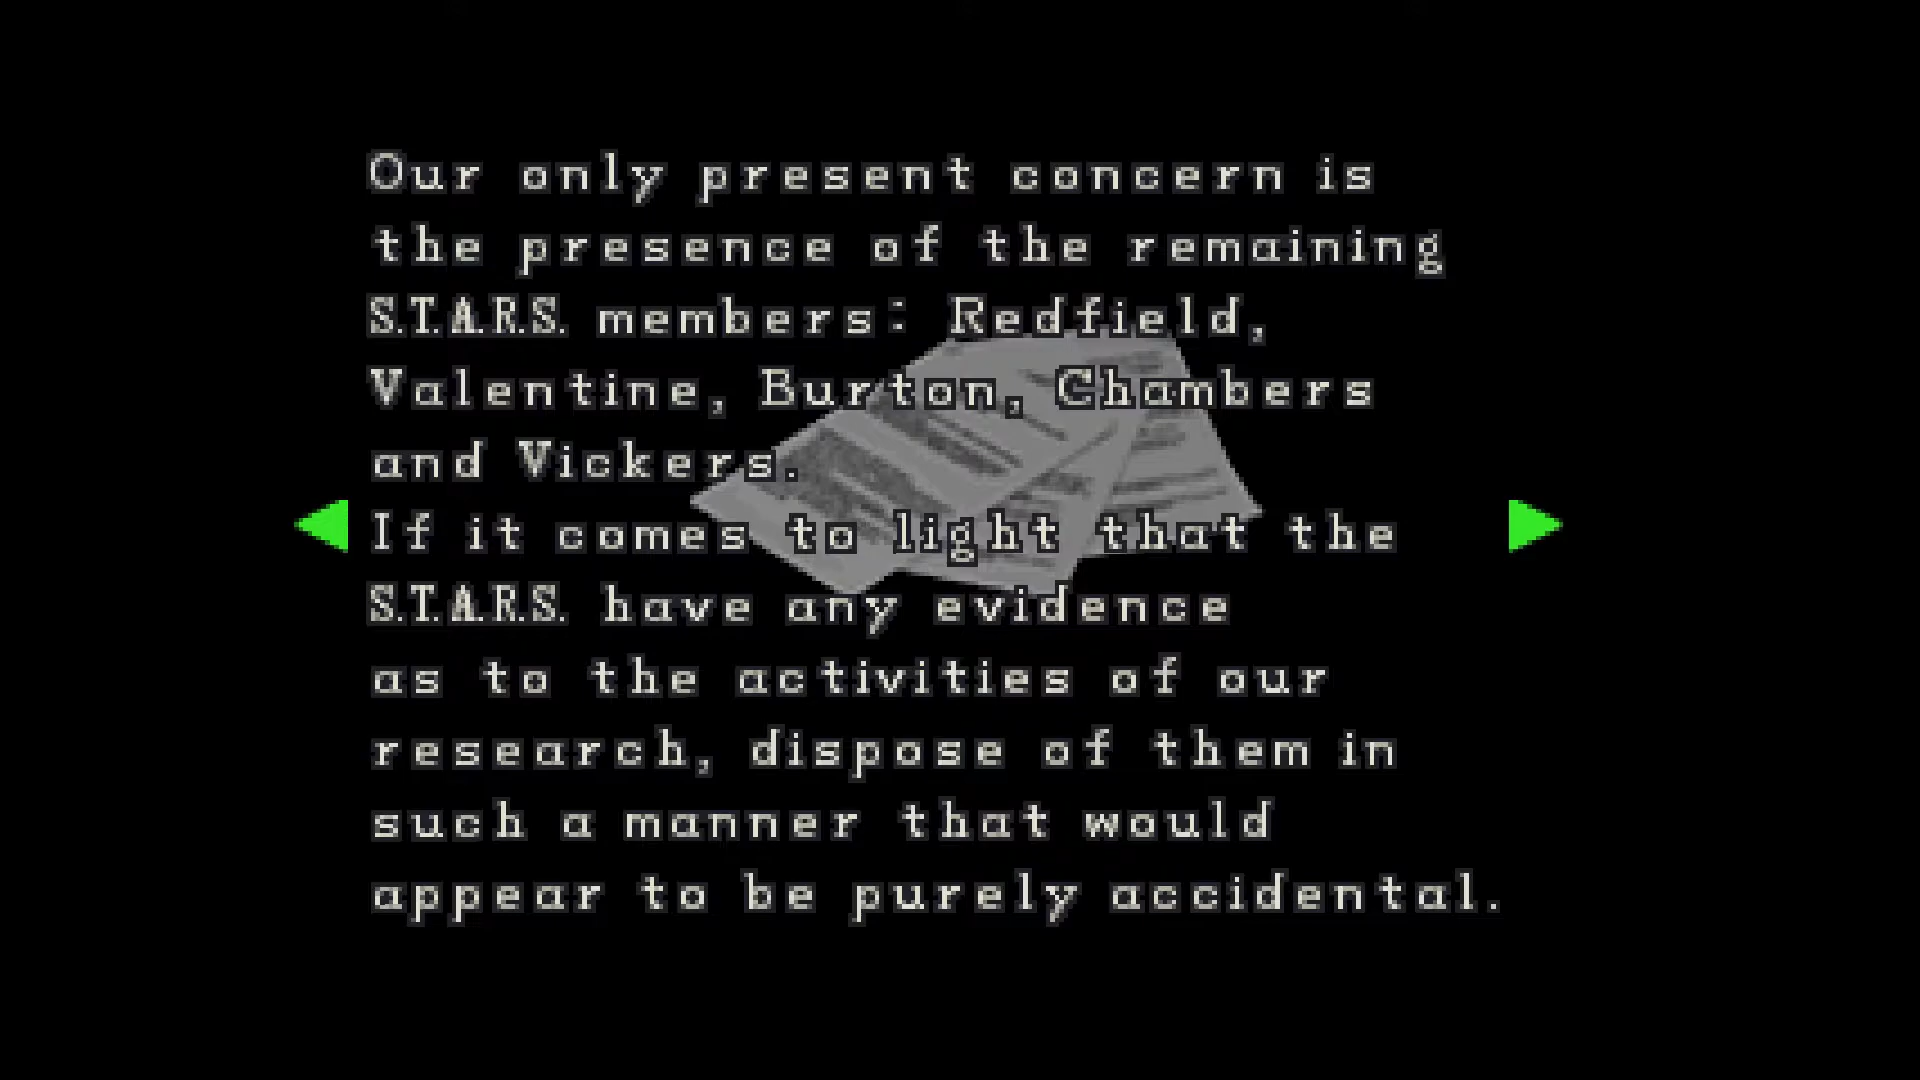 Our only present concern is
the presence of the remaining
S.T.A.R.S. members: Redfield,
Valentine, Burton, Chambers
and Vickers.
If it comes to light that the
S.T.A.R.S. have any evidence
as to the activities of our
research, dispose of them in
such a manner that would
appear to be purely accidental.